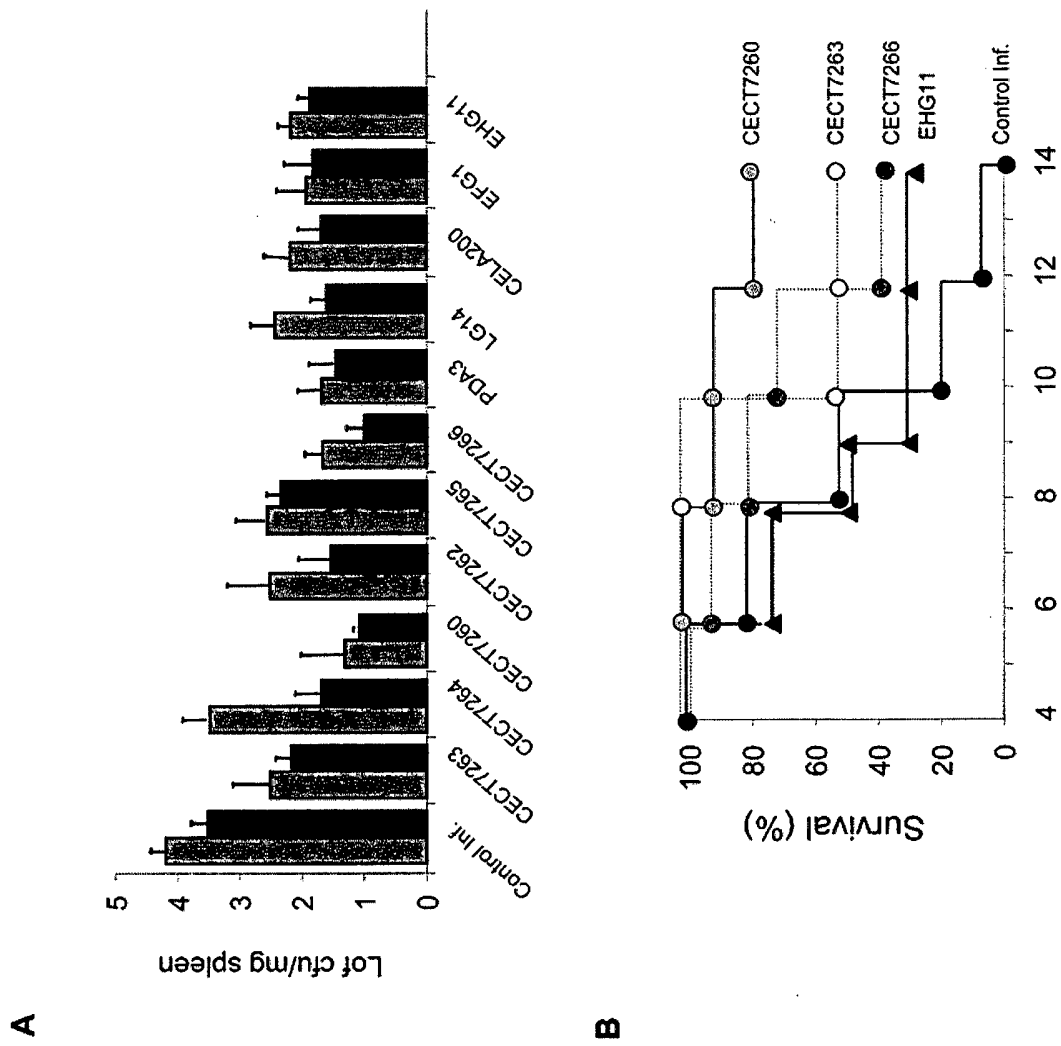 A
Lof cfu/mg spleen
5
4
3
2
1
0
Control Inf.
CECT7263
CECT7264
CECT7260
CECT7262
CECT7265
CECT7266
PDA3
LG14
CELA200
EFG1
EHG11
B
Survival (%)
100
80
60
40
20
0
4
6
8
10
12
14
CECT7260
CECT7263
CECT7266
EHG11
Control Inf.